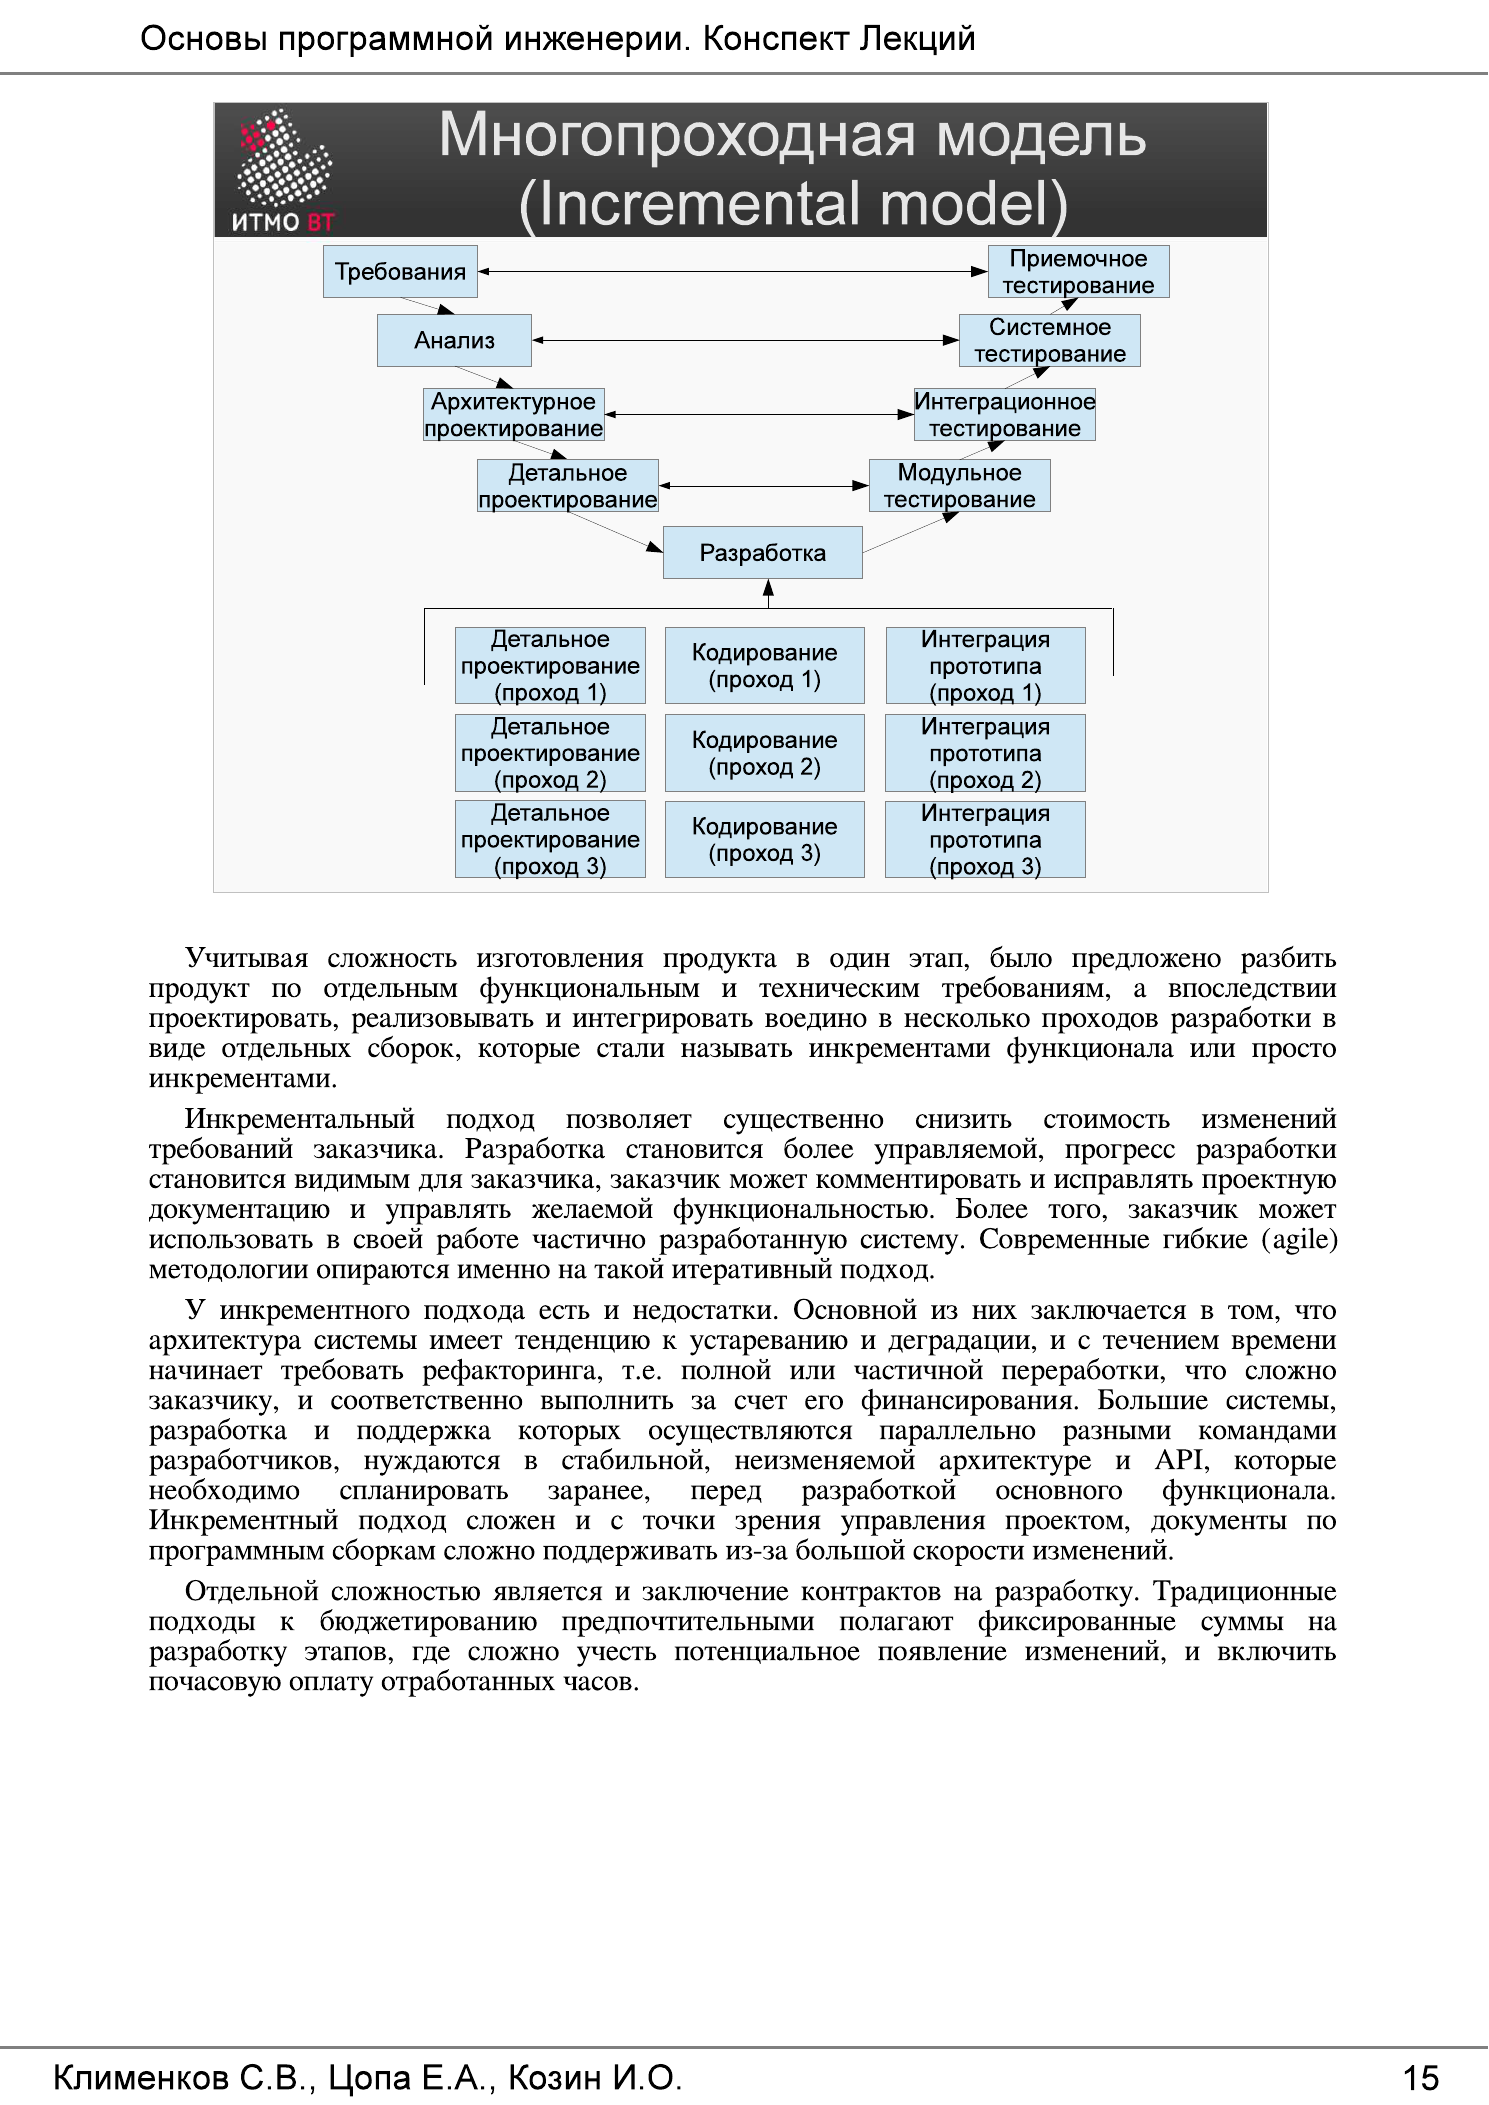 Основы программной инженерии. Конспект Лекций
ИТМО ВТ
Многопроходная модель
(Incremental model)
Требования
Приемочное
тестирование
Анализ
Системное
тестирование
Архитектурное
проектирование
Интеграционное
тестирование
Детальное
проектирование
Модульное
тестирование
Разработка
Детальное
проектирование
(проход 1)
Кодирование
(проход 1)
Интеграция
прототипа
(проход 1)
Детальное
проектирование
(проход 2)
Кодирование
(проход 2)
Интеграция
прототипа
(проход 2)
Детальное
проектирование
(проход 3)
Кодирование
(проход 3)
Интеграция
прототипа
(проход 3)
Учитывая сложность изготовления продукта в один этап, было предложено разбить
продукт по отдельным функциональным и техническим требованиям, а впоследствии
проектировать, реализовывать и интегрировать воедино в несколько проходов разработки в
виде отдельных сборок, которые стали называть инкрементами функционала или просто
инкрементами.
Инкрементальный подход позволяет существенно снизить стоимость изменений
требований заказчика. Разработка становится более управляемой, прогресс разработки
становится видимым для заказчика, заказчик может комментировать и исправлять проектную
документацию и управлять желаемой функциональностью. Более того, заказчик может
использовать в своей работе частично разработанную систему. Современные гибкие (agile)
методологии опираются именно на такой итеративный подход.
У инкрементного подхода есть и недостатки. Основной из них заключается в том, что
архитектура системы имеет тенденцию к устареванию и деградации, и с течением времени
начинает требовать рефакторинга, т.е. полной или частичной переработки, что сложно
заказчику, и соответственно выполнить за счет его финансирования. Большие системы,
разработка и поддержка которых осуществляются параллельно разными командами
разработчиков, нуждаются в стабильной, неизменяемой архитектуре и API, которые
необходимо спланировать заранее, перед разработкой основного функционала.
Инкрементный подход сложен и с точки зрения управления проектом, документы по
программным сборкам сложно поддерживать из-за большой скорости изменений.
Отдельной сложностью является и заключение контрактов на разработку. Традиционные
подходы к бюджетированию предпочтительными полагают фиксированные суммы на
разработку этапов, где сложно учесть потенциальное появление изменений, и включить
почасовую оплату отработанных часов.
Клименков С.В., Цопа Е.А., Козин И.О.
15